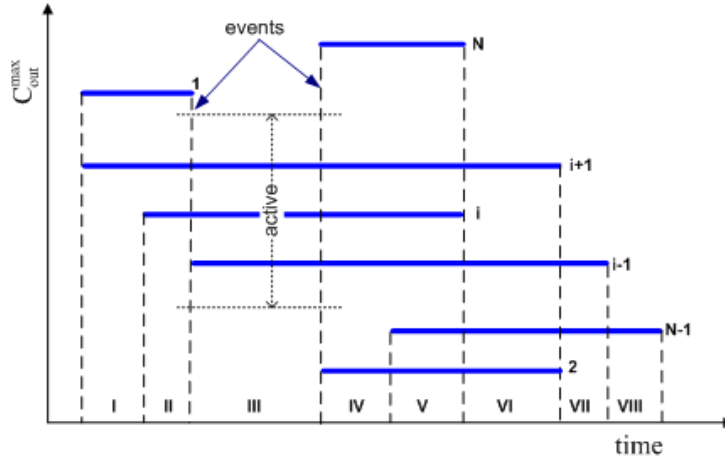 events
N
C_out^max
1
i+1
active
i
i-1
N-1
2
I II III IV V VI VII VIII
time